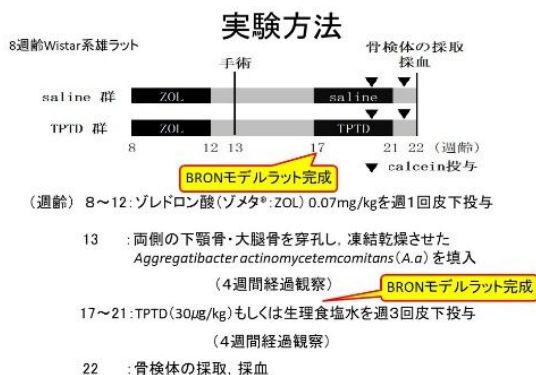 実験方法
8週齢Wistar系ラット
手術
骨検体の採取
採血
saline 群
ZOL
saline
TPTD 群
ZOL
TPTD
8 12 13 17 21 22 (週齢)
▼ calcein投与
BRONモデルラット完成
(週齢) 8～12:ゾレドロン酸(ゾメタ®:ZOL) 0.07mg/kgを週1回皮下投与
13 :両側の下顎骨・大腿骨を穿孔し, 凍結乾燥させた
Aggregatibacter actinomycetemcomitans (A.a) を填入
(4週間経過観察)
BRONモデルラット完成
17～21:TPTD(30μg/kg)もしくは生理食塩水を週3回皮下投与
(4週間経過観察)
22 :骨検体の採取, 採血